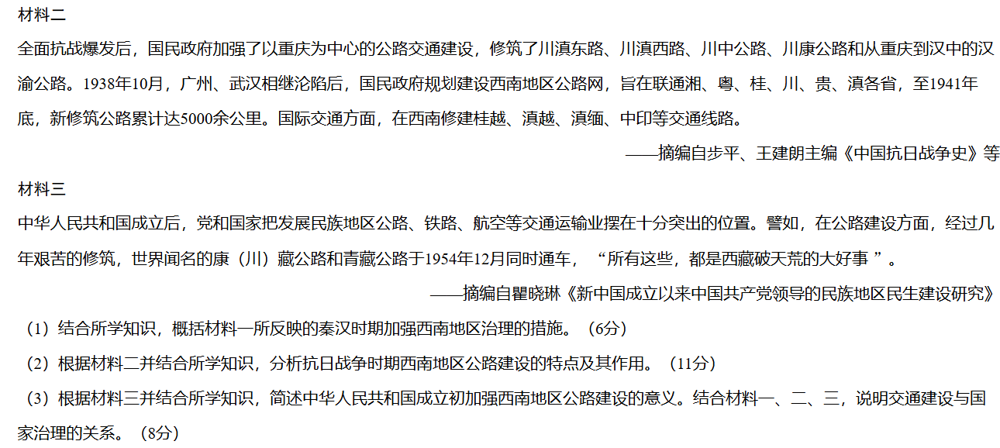 材料二
全面抗战爆发后，国民政府加强了以重庆为中心的公路交通建设，修筑了川滇东路、川滇西路、川中公路、川康公路和从重庆到汉中的汉
渝公路。1938年10月，广州、武汉相继沦陷后，国民政府规划建设西南地区公路网，旨在联通湘、粤、桂、川、贵、滇各省，至1941年
底，新修筑公路累计达5000余公里。国际交通方面，在西南修建桂越、滇越、滇缅、中印等交通线路。
——摘编自步平、王建朗主编《中国抗日战争史》等
材料三
中华人民共和国成立后，党和国家把发展民族地区公路、铁路、航空等交通运输业摆在十分突出的位置。譬如，在公路建设方面，经过几
年艰苦的修筑，世界闻名的康（川）藏公路和青藏公路于1954年12月同时通车，“所有这些，都是西藏破天荒的大好事 ”。
——摘编自瞿晓琳《新中国成立以来中国共产党领导的民族地区民生建设研究》
（1）结合所学知识，概括材料一所反映的秦汉时期加强西南地区治理的措施。（6分）
（2）根据材料二并结合所学知识，分析抗日战争时期西南地区公路建设的特点及其作用。（11分）
（3）根据材料三并结合所学知识，简述中华人民共和国成立初加强西南地区公路建设的意义。结合材料一、二、三，说明交通建设与国
家治理的关系。（8分）